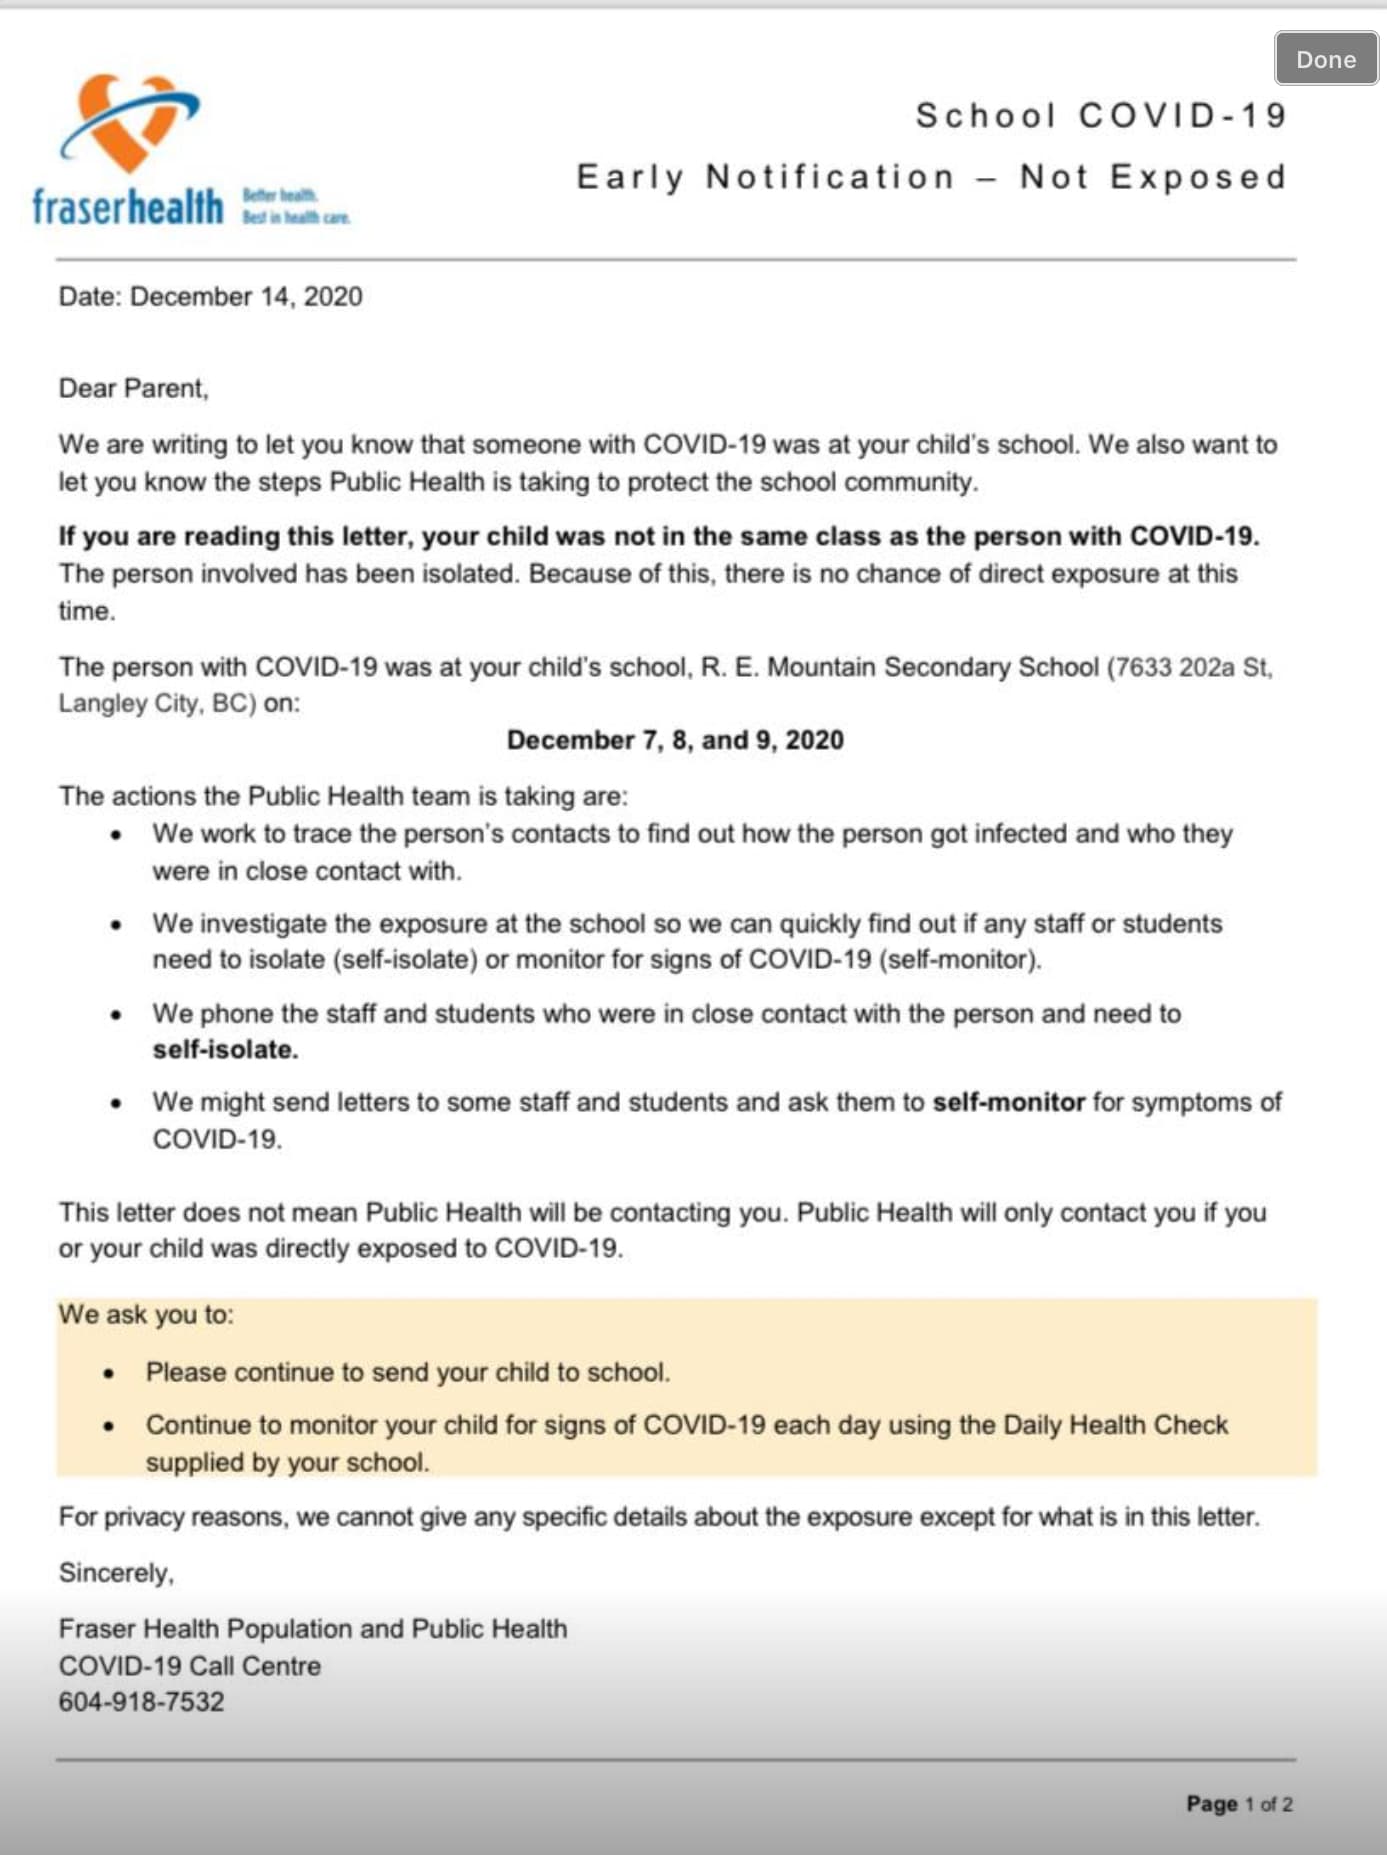 Done
School COVID-19
Early Notification – Not Exposed
fraserhealth
Better health.
Best in health care.
Date: December 14, 2020
Dear Parent,
We are writing to let you know that someone with COVID-19 was at your child's school. We also want to
let you know the steps Public Health is taking to protect the school community.
If you are reading this letter, your child was not in the same class as the person with COVID-19.
The person involved has been isolated. Because of this, there is no chance of direct exposure at this
time.
The person with COVID-19 was at your child's school, R. E. Mountain Secondary School (7633 202a St,
Langley City, BC) on:
December 7, 8, and 9, 2020
The actions the Public Health team is taking are:
• We work to trace the person's contacts to find out how the person got infected and who they
were in close contact with.
• We investigate the exposure at the school so we can quickly find out if any staff or students
need to isolate (self-isolate) or monitor for signs of COVID-19 (self-monitor).
• We phone the staff and students who were in close contact with the person and need to
self-isolate.
• We might send letters to some staff and students and ask them to self-monitor for symptoms of
COVID-19.
This letter does not mean Public Health will be contacting you. Public Health will only contact you if you
or your child was directly exposed to COVID-19.
We ask you to:
• Please continue to send your child to school.
• Continue to monitor your child for signs of COVID-19 each day using the Daily Health Check
supplied by your school.
For privacy reasons, we cannot give any specific details about the exposure except for what is in this letter.
Sincerely,
Fraser Health Population and Public Health
COVID-19 Call Centre
604-918-7532
Page 1 of 2